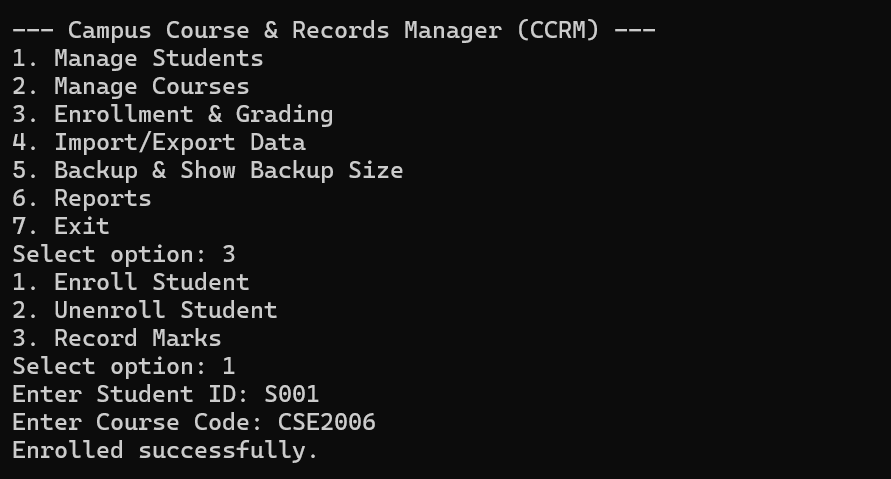 --- Campus Course & Records Manager (CCRM) ---
1. Manage Students
2. Manage Courses
3. Enrollment & Grading
4. Import/Export Data
5. Backup & Show Backup Size
6. Reports
7. Exit
Select option: 3
1. Enroll Student
2. Unenroll Student
3. Record Marks
Select option: 1
Enter Student ID: S001
Enter Course Code: CSE2006
Enrolled successfully.